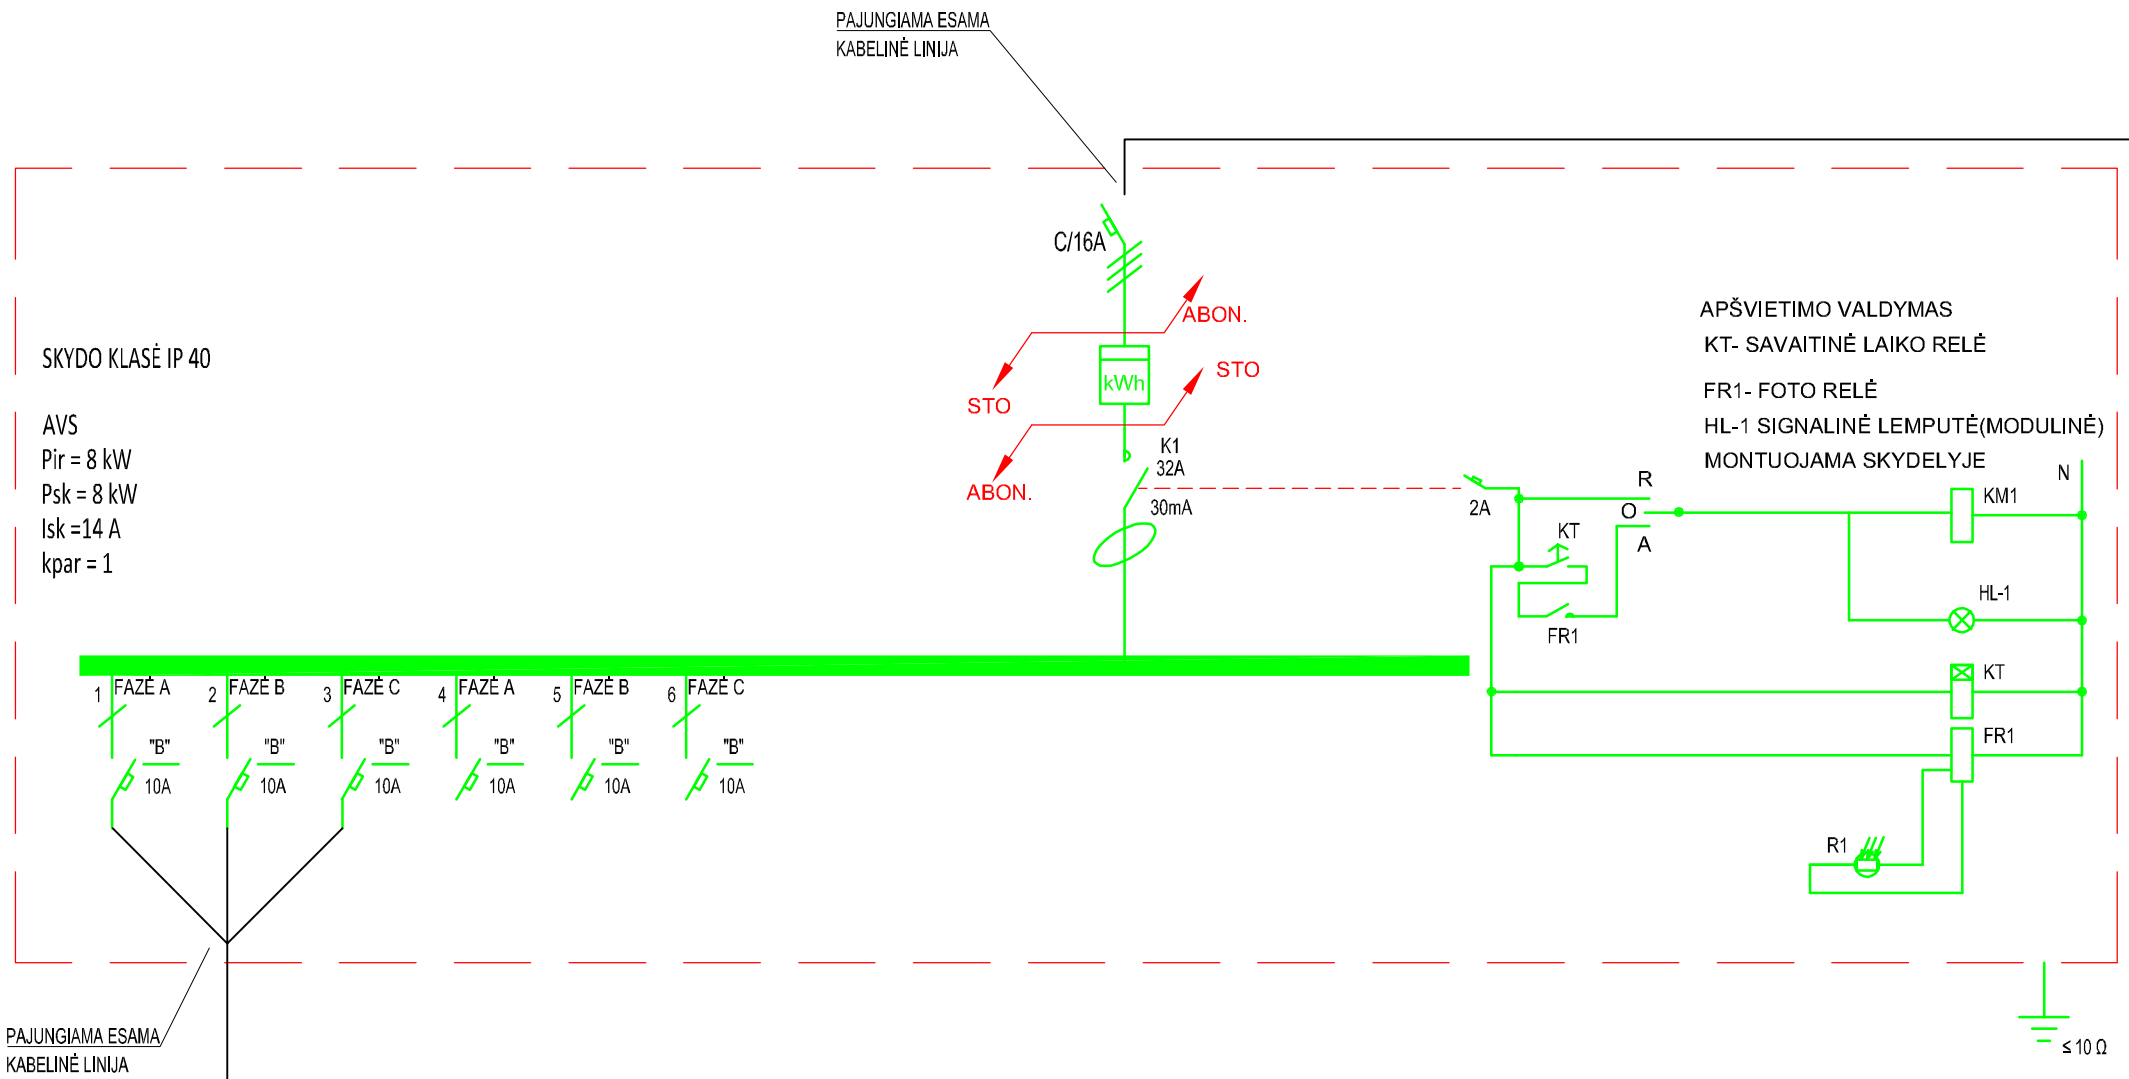 PAJUNGIAMA ESAMA
KABELINĖ LINIJA
C/16A
ABON.
STO
kWh
STO
ABON.
K1
32A
30mA
SKYDO KLASĖ IP 40
AVS
Pir = 8 kW
Psk = 8 kW
Isk =14 A
kpar = 1
APŠVIETIMO VALDYMAS
KT- SAVAITINĖ LAIKO RELĖ
FR1- FOTO RELĖ
HL-1 SIGNALINĖ LEMPUTĖ(MODULINĖ)
MONTUOJAMA SKYDELYJE
N
R
O
A
2A
KT
FR1
KM1
HL-1
KT
FR1
R1
1 FAZĖ A
2 FAZĖ B
3 FAZĖ C
4 FAZĖ A
5 FAZĖ B
6 FAZĖ C
"B" "B" "B" "B" "B" "B"
10A 10A 10A 10A 10A 10A
PAJUNGIAMA ESAMA
KABELINĖ LINIJA
≤ 10 Ω